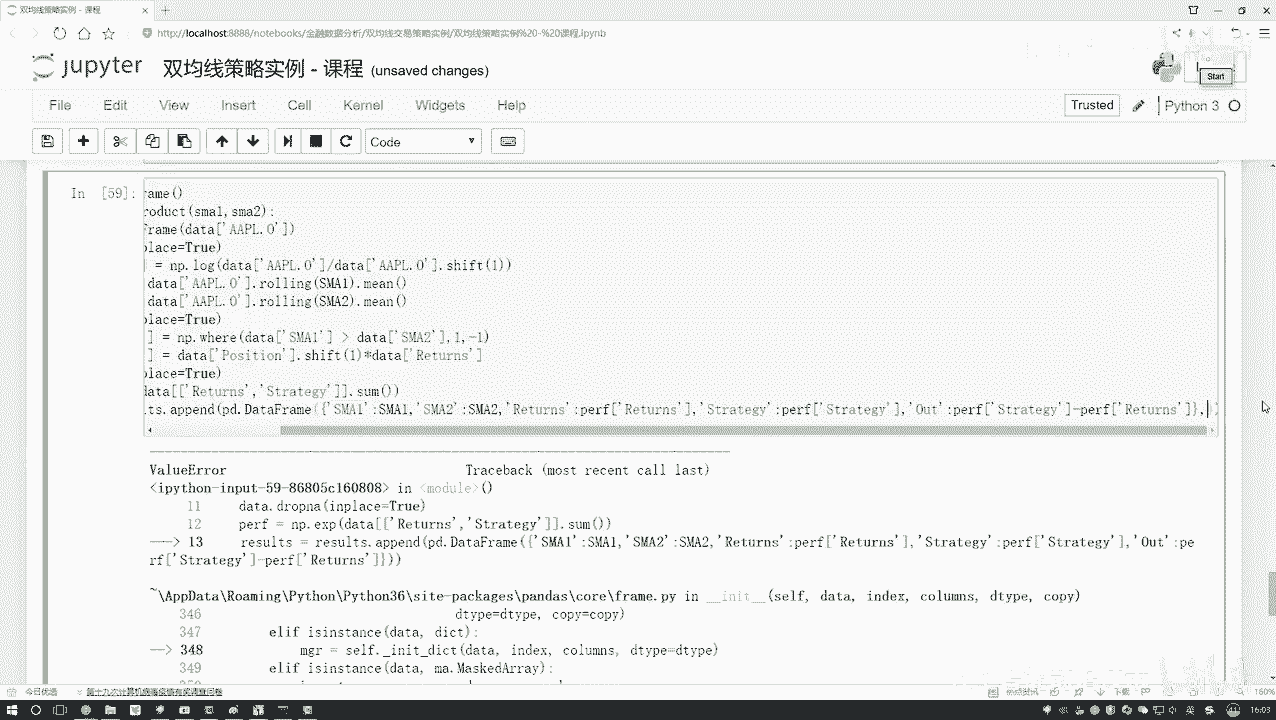 双均线策略实例 - 课程
http://localhost:8888/notebooks/金融数据分析/双均线交易策略实例/双均线策略实例%20-%20课程.ipynb
jupyter 双均线策略实例 - 课程 (unsaved changes)
Start
File Edit View Insert Cell Kernel Widgets Help
Trusted Python 3
Code
In [59]:
rame()
roduct(sma1,sma2):
Frame(data['AAPL.O'])
place=True)
] = np.log(data['AAPL.O']/data['AAPL.O'].shift(1))
data['AAPL.O'].rolling(SMA1).mean()
data['AAPL.O'].rolling(SMA2).mean()
place=True)
] = np.where(data['SMA1'] > data['SMA2'],1,-1)
] = data['Position'].shift(1)*data['Returns']
place=True)
data[['Returns','Strategy']].sum())
lts.append(pd.DataFrame({'SMA1':SMA1,'SMA2':SMA2,'Returns':perf['Returns'],'Strategy':perf['Strategy'],'Out':perf['Strategy']-perf['Returns']},
ValueError Traceback (most recent call last)
<ipython-input-59-86805c160808> in <module>()
11 data.dropna(inplace=True)
12 perf = np.exp(data[['Returns','Strategy']].sum())
---> 13 results = results.append(pd.DataFrame({'SMA1':SMA1,'SMA2':SMA2,'Returns':perf['Returns'],'Strategy':perf['Strategy'],'Out':pe
rf['Strategy']-perf['Returns']}))
~\AppData\Roaming\Python\Python36\site-packages\pandas\core\frame.py in __init__(self, data, index, columns, dtype, copy)
346 dtype=dtype, copy=copy)
347 elif isinstance(data, dict):
--> 348 mgr = self._init_dict(data, index, columns, dtype=dtype)
349 elif isinstance(data, ma.MaskedArray):
今日优选
下载
160%
16:03